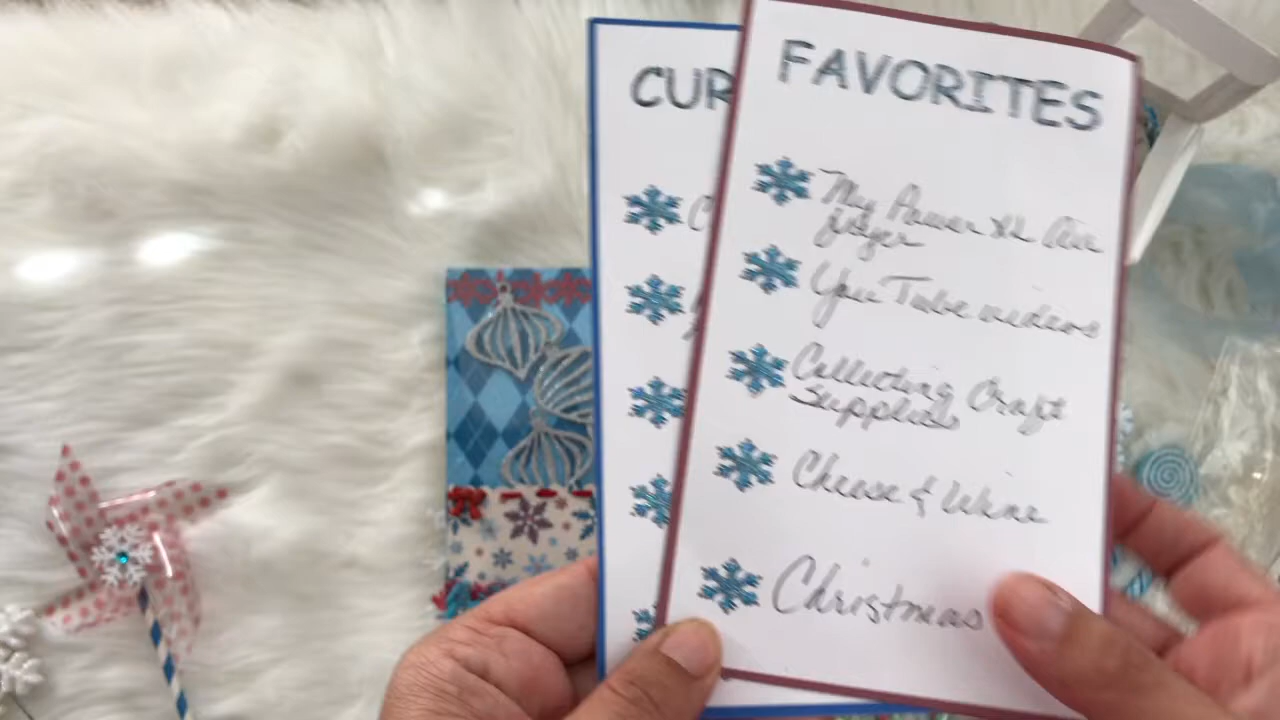 CUR
FAVORITES
My Power XL Air
fryer
YouTube videos
Collecting Craft
Supplies
Cheese & Wine
Christmas